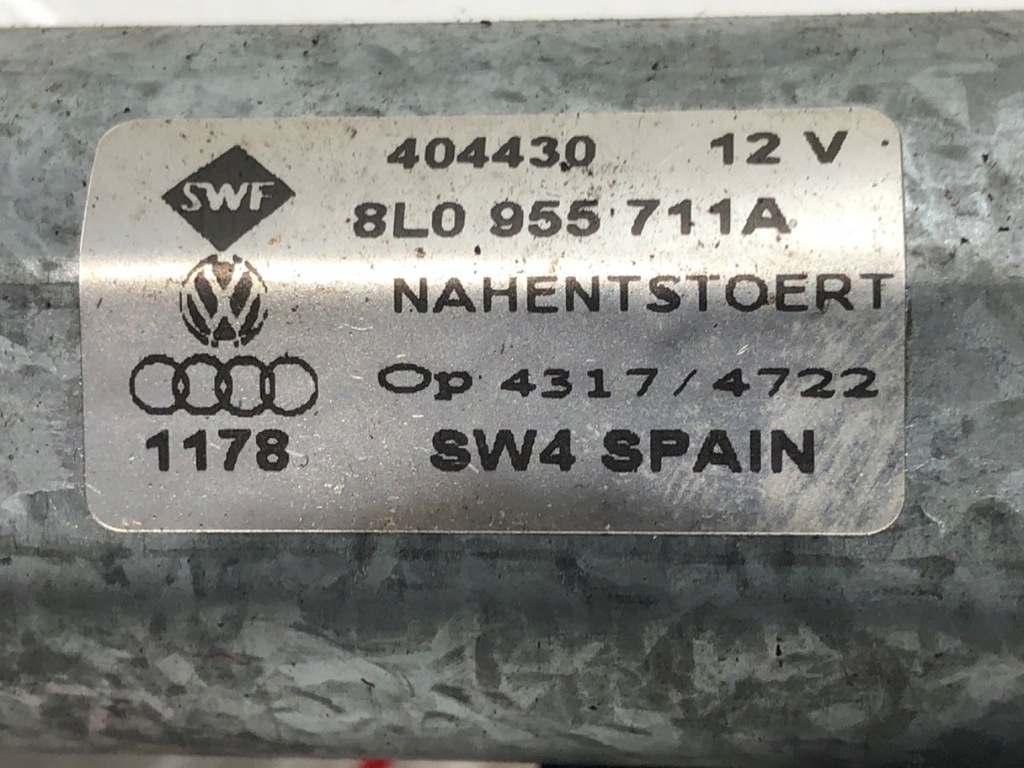 SWF
404430 12 V
8L0 955 711A
NAHENTSTOERT
Op 4317/4722
1178
SW4 SPAIN